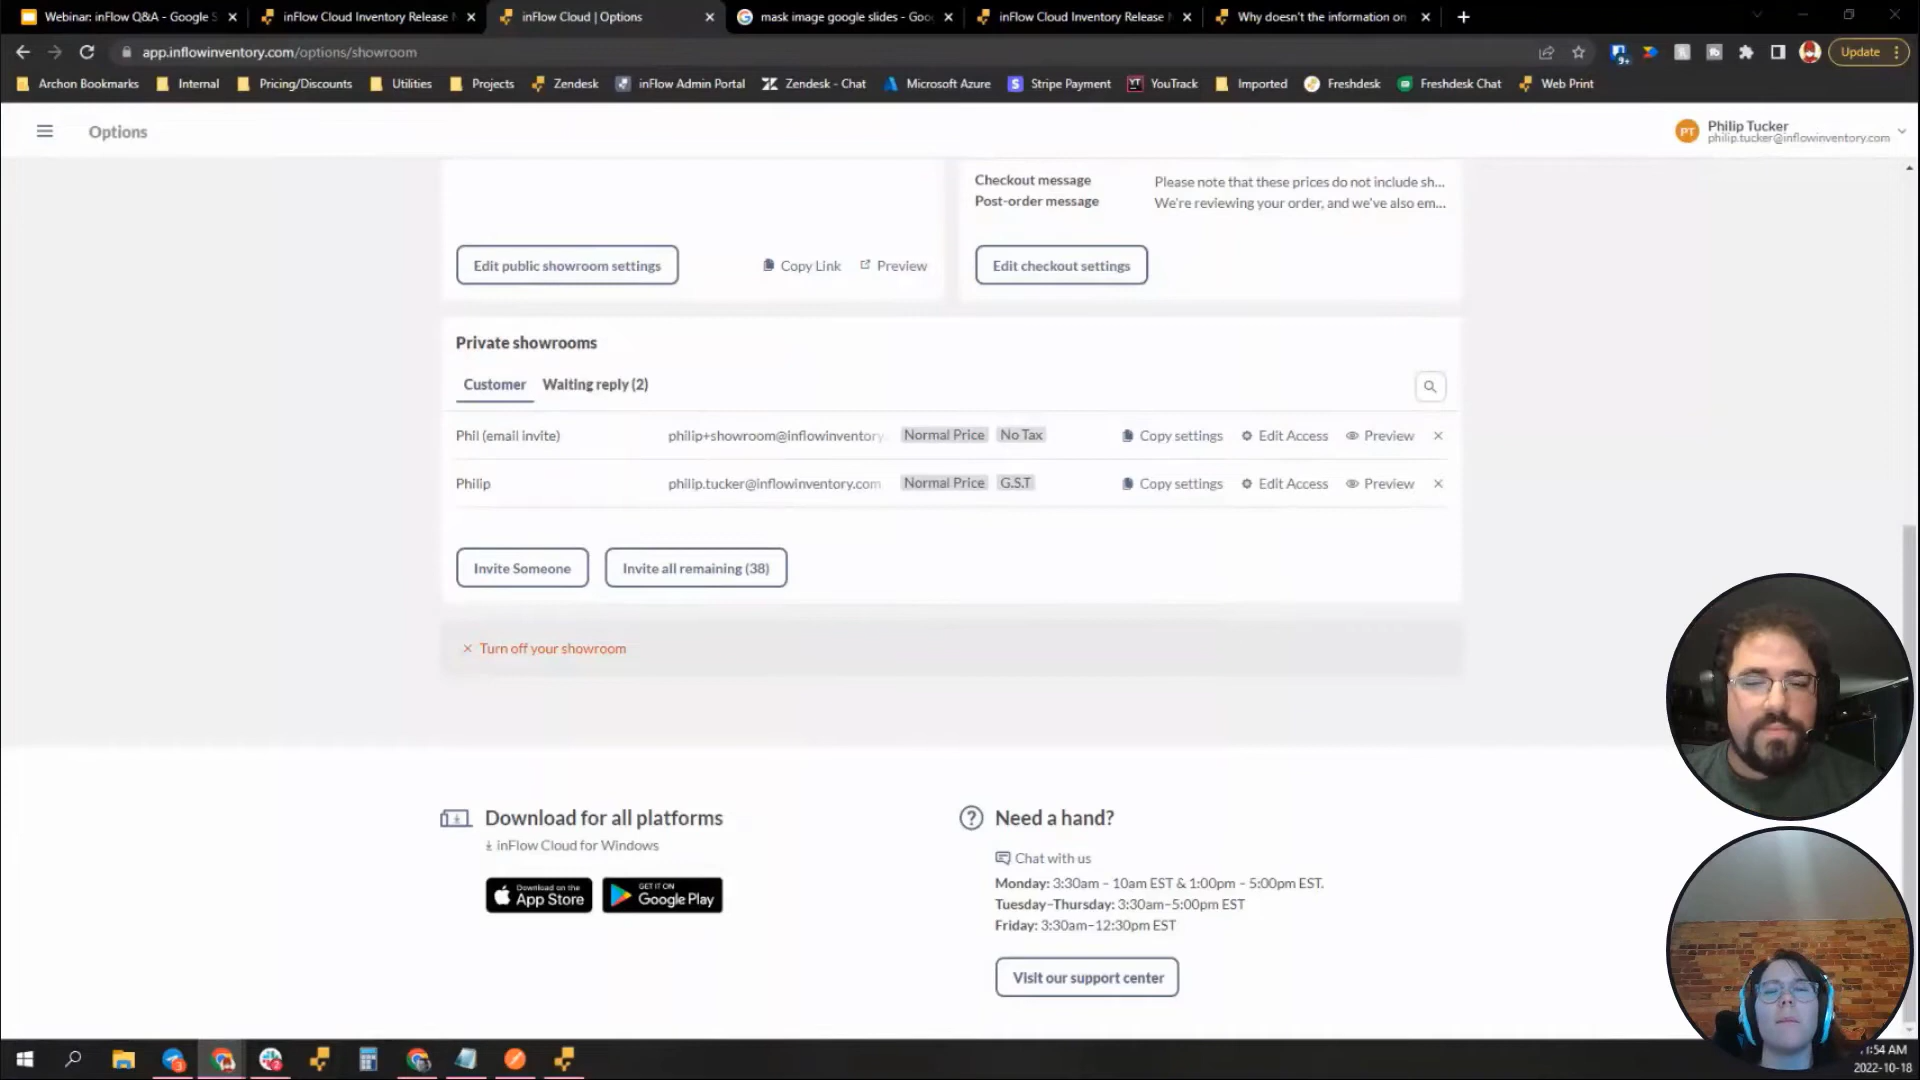 Webinar: inFlow Q&A - Google S
inFlow Cloud Inventory Release
inFlow Cloud | Options
mask image google slides - Goo
inFlow Cloud Inventory Release
Why doesn't the information on
app.inflowinventory.com/options/showroom
Update
Archon Bookmarks
Internal
Pricing/Discounts
Utilities
Projects
Zendesk
inFlow Admin Portal
Zendesk - Chat
Microsoft Azure
Stripe Payment
YouTrack
Imported
Freshdesk
Freshdesk Chat
Web Print
Options
PT
Philip Tucker
philip.tucker@inflowinventory.com
Checkout message
Please note that these prices do not include sh...
Post-order message
We're reviewing your order, and we've also em...
Edit public showroom settings
Copy Link
Preview
Edit checkout settings
Private showrooms
Customer
Waiting reply (2)
Phil (email invite)
philip+showroom@inflowinventory.
Normal Price
No Tax
Copy settings
Edit Access
Preview
Philip
philip.tucker@inflowinventory.com
Normal Price
G.S.T
Copy settings
Edit Access
Preview
Invite Someone
Invite all remaining (38)
Turn off your showroom
Download for all platforms
inFlow Cloud for Windows
Download on the
App Store
GET IT ON
Google Play
Need a hand?
Chat with us
Monday: 3:30am - 10am EST & 1:00pm - 5:00pm EST.
Tuesday-Thursday: 3:30am-5:00pm EST
Friday: 3:30am-12:30pm EST
Visit our support center
:54 AM
2022-10-18